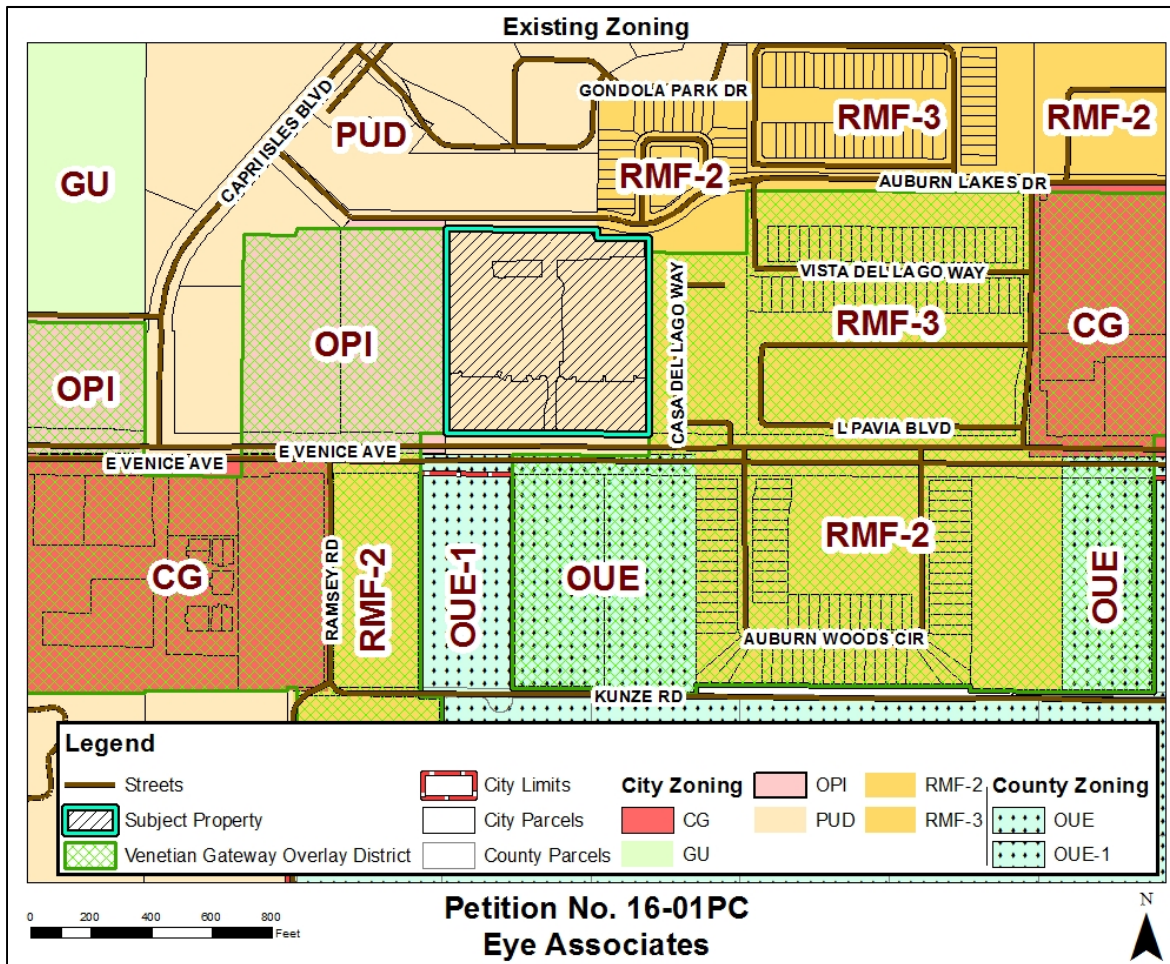 Existing Zoning
GONDOLA PARK DR
CAPRI ISLES BLVD
PUD
RMF-3
RMF-2
GU
RMF-2
AUBURN LAKES DR
CASA DEL LAGO WAY
VISTA DEL LAGO WAY
OPI
RMF-3
CG
OPI
L PAVIA BLVD
E VENICE AVE
E VENICE AVE
CG
RAMSEY RD
RMF-2
OUE-1
OUE
RMF-2
OUE
AUBURN WOODS CIR
KUNZE RD
Legend
Streets
Subject Property
Venetian Gateway Overlay District
City Limits
City Parcels
County Parcels
City Zoning
CG
GU
OPI
PUD
RMF-2
RMF-3
County Zoning
OUE
OUE-1
0 200 400 600 800
Feet
Petition No. 16-01PC
Eye Associates
N